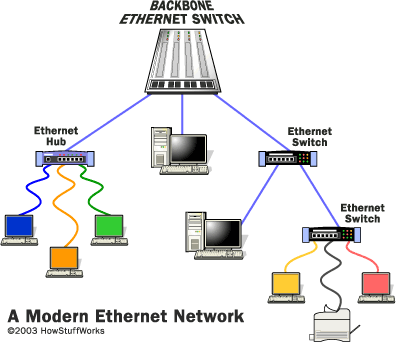 BACKBONE
ETHERNET SWITCH
Ethernet
Hub
Ethernet
Switch
Ethernet
Switch
A Modern Ethernet Network
©2003 HowStuffWorks